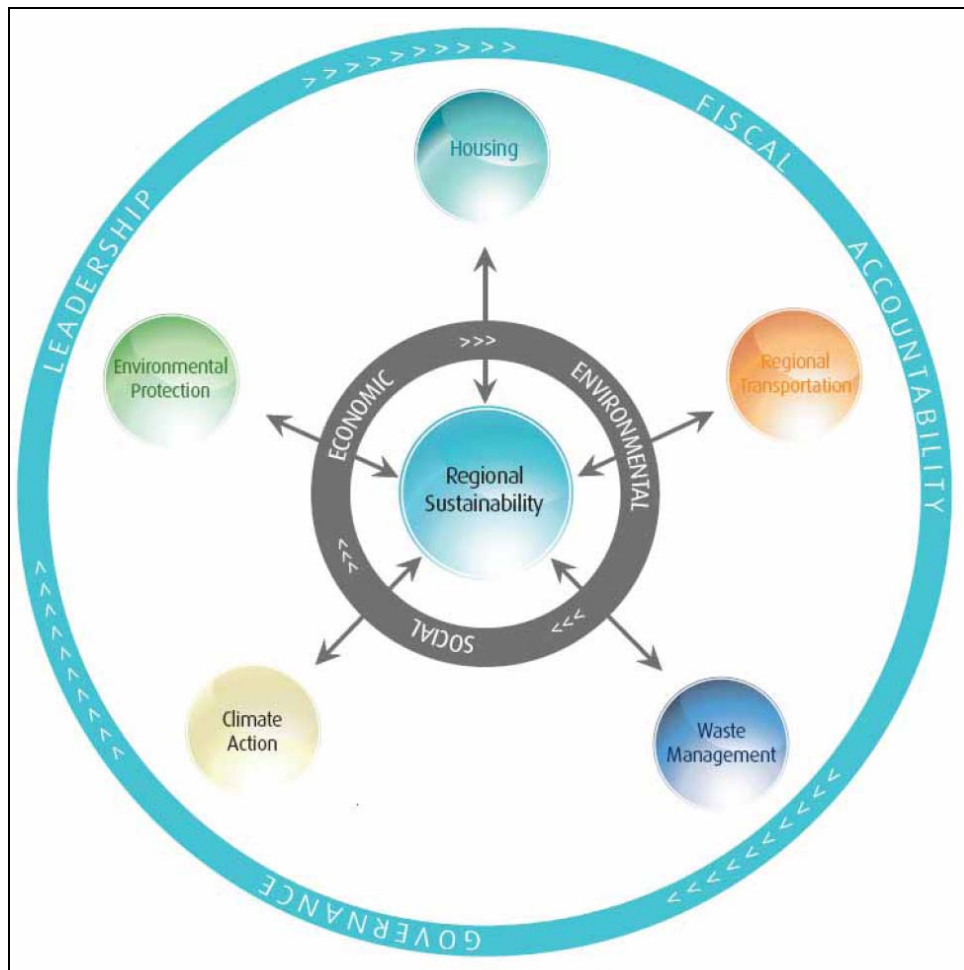 > > > > > > > > > >
FISCAL ACCOUNTABILITY
> > > > > > > > > >
GOVERNANCE
> > > > > > > > > > >
LEADERSHIP
Housing
Environmental
Protection
Regional
Transportation
>>>
ENVIRONMENTAL
>>>
SOCIAL
>>>
ECONOMIC
Regional
Sustainability
Climate
Action
Waste
Management